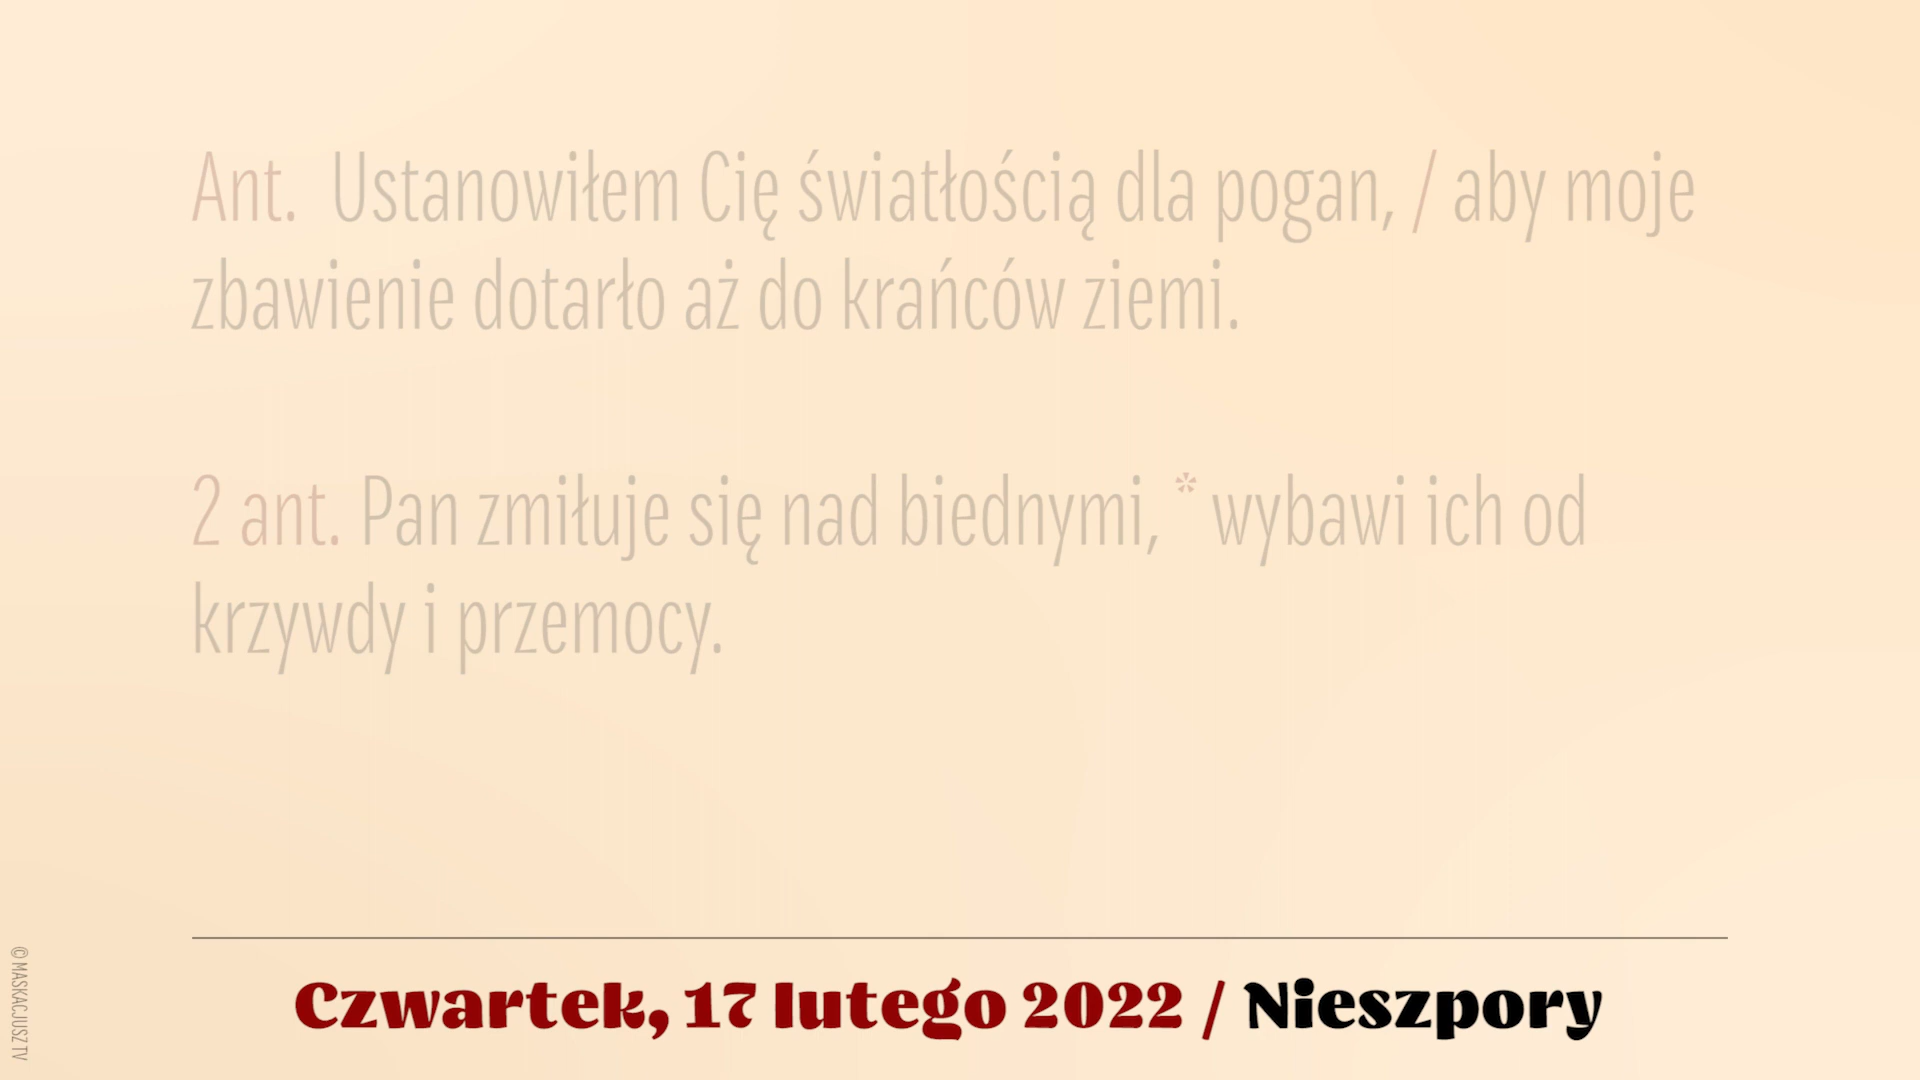 Ant. Ustanowiłem Cię światłością dla pogan, / aby moje
zbawienie dotarło aż do krańców ziemi.
2 ant. Pan zmiłuje się nad biednymi, * wybawi ich od
krzywdy i przemocy.
Czwartek, 17 lutego 2022 / Nieszpory
© MASKACJUSZ TV